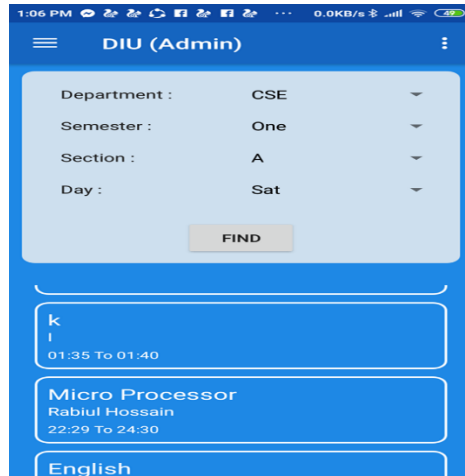 1:06 PM ... 0.0KB/s 49
DIU (Admin)
Department : CSE
Semester : One
Section : A
Day : Sat
FIND
k
l
01:35 To 01:40
Micro Processor
Rabiul Hossain
22:29 To 24:30
English